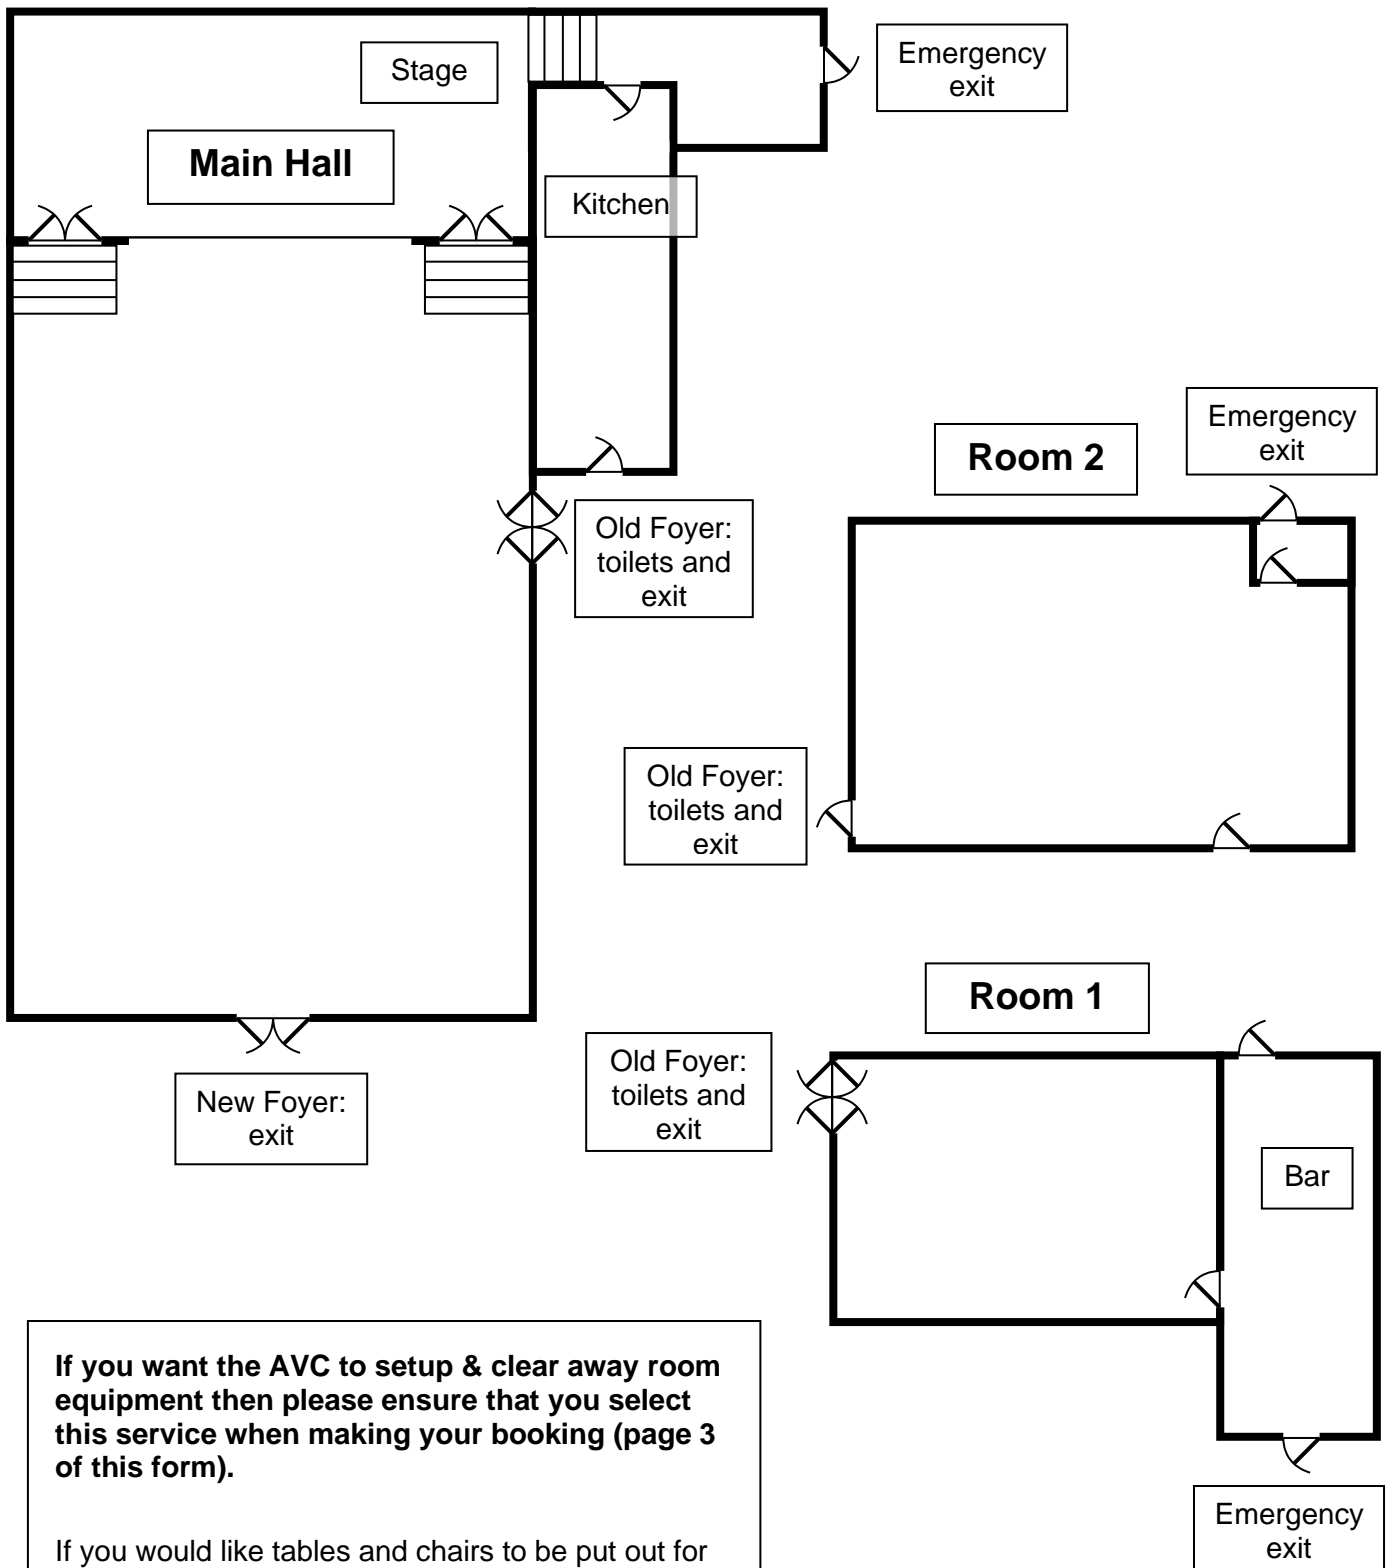 Stage
Emergency
exit
Main Hall
Kitchen
Emergency
exit
Room 2
Old Foyer:
toilets and
exit
Old Foyer:
toilets and
exit
Room 1
Old Foyer:
toilets and
exit
New Foyer:
exit
Bar
If you want the AVC to setup & clear away room
equipment then please ensure that you select
this service when making your booking (page 3
of this form).
If you would like tables and chairs to be put out for
Emergency
exit